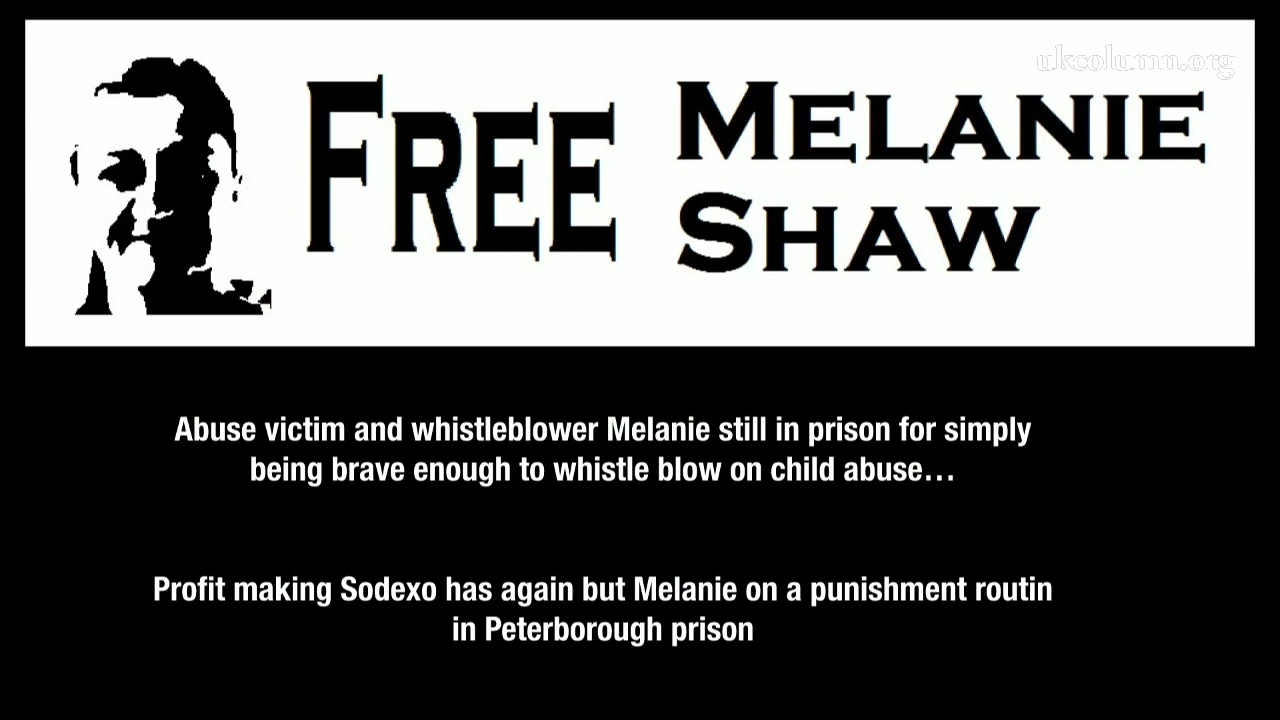 ukcolumn.org
FREE MELANIE
SHAW
Abuse victim and whistleblower Melanie still in prison for simply
being brave enough to whistle blow on child abuse…
Profit making Sodexo has again but Melanie on a punishment routin
in Peterborough prison